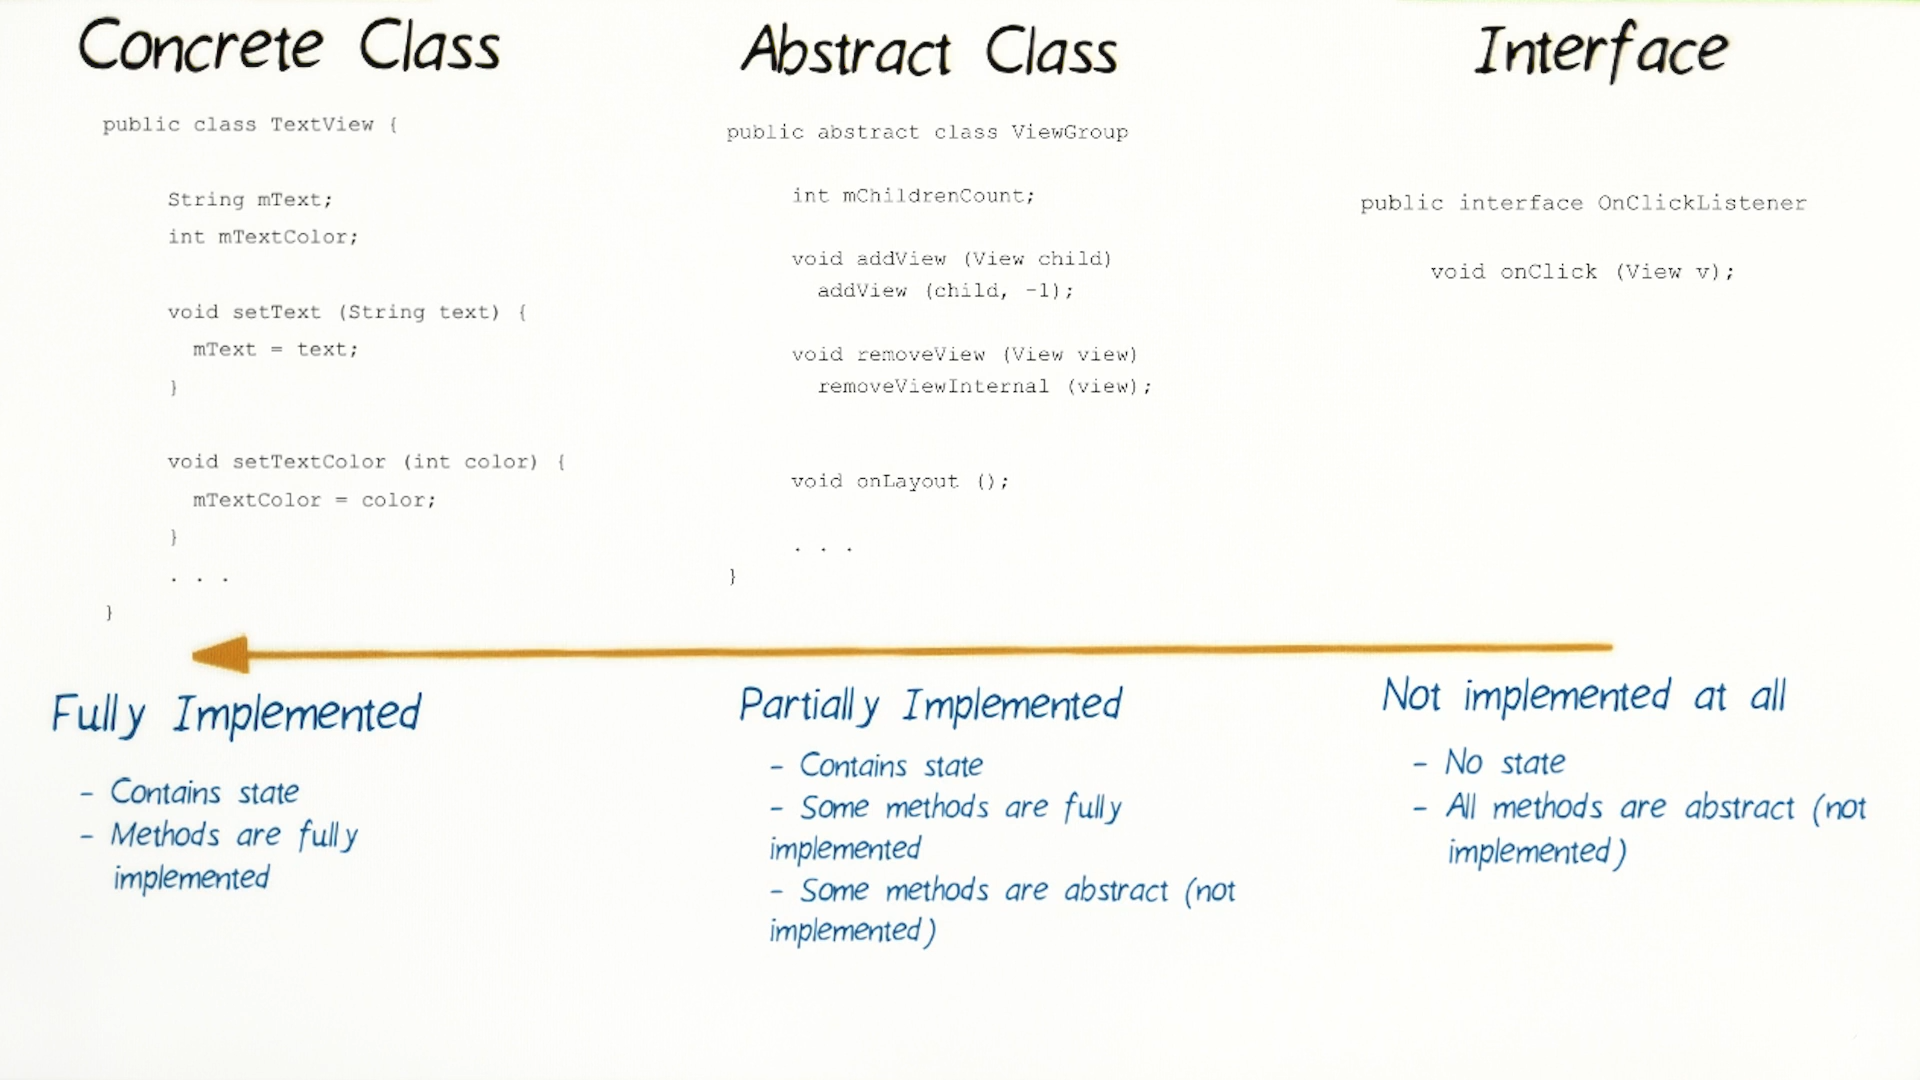 Concrete Class
public class TextView {
String mText;
int mTextColor;
void setText (String text) {
mText = text;
}
void setTextColor (int color) {
mTextColor = color;
}
. . .
}
Fully Implemented
- Contains state
- Methods are fully
implemented
Abstract Class
public abstract class ViewGroup
int mChildrenCount;
void addView (View child)
addView (child, -1);
void removeView (View view)
removeViewInternal (view);
void onLayout ();
. . .
}
Partially Implemented
- Contains state
- Some methods are fully
implemented
- Some methods are abstract (not
implemented)
Interface
public interface OnClickListener
void onClick (View v);
Not implemented at all
- No state
- All methods are abstract (not
implemented)